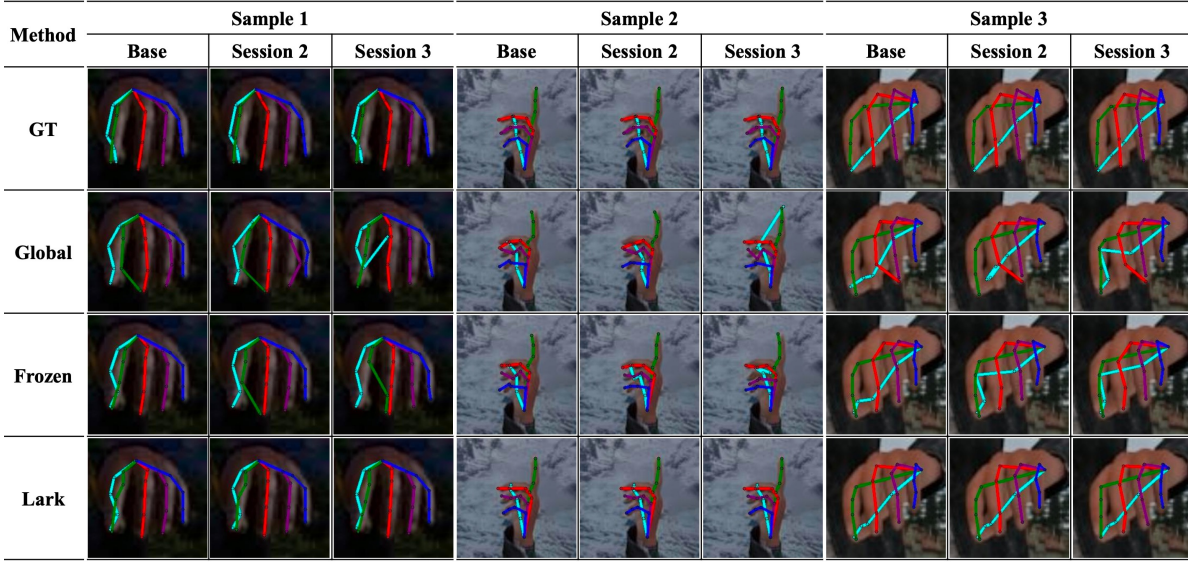 Method Sample 1 Sample 2 Sample 3
Base Session 2 Session 3 Base Session 2 Session 3 Base Session 2 Session 3
GT
Global
Frozen
Lark